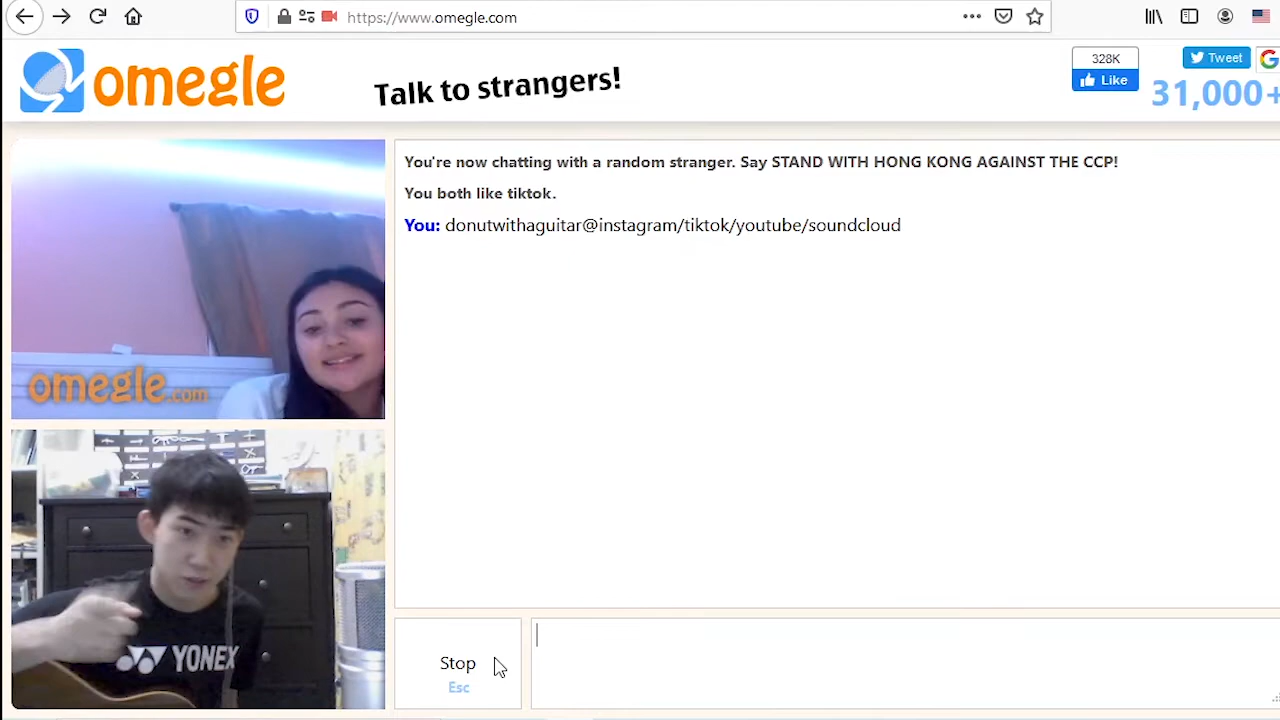 https://www.omegle.com
omegle
Talk to strangers!
328K
Like
Tweet
31,000+
You're now chatting with a random stranger. Say STAND WITH HONG KONG AGAINST THE CCP!
You both like tiktok.
You: donutwithaguitar@instagram/tiktok/youtube/soundcloud
omegle.com
YONEX
Stop
Esc